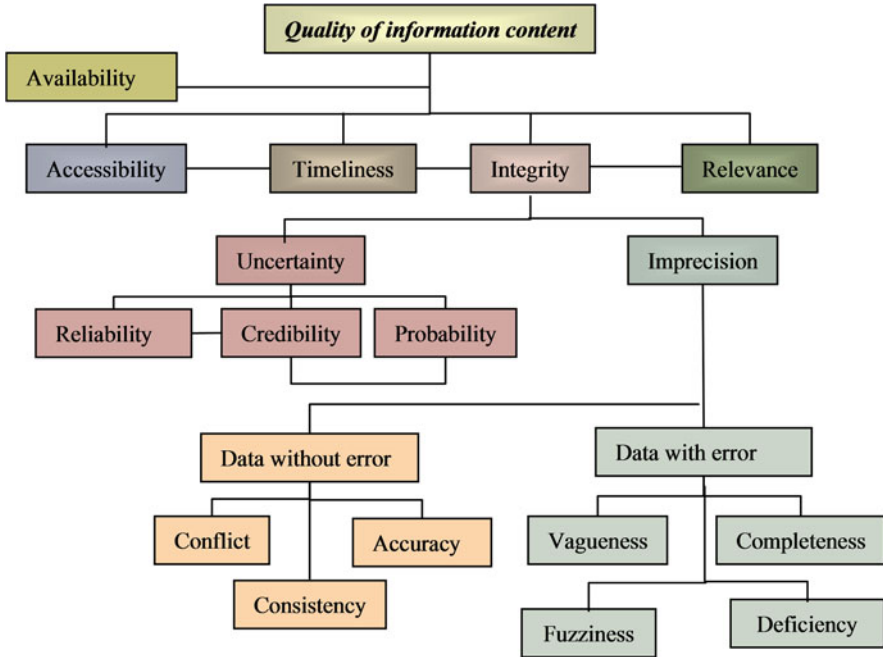 Quality of information content
Availability
Accessibility
Timeliness
Integrity
Relevance
Uncertainty
Imprecision
Reliability
Credibility
Probability
Data without error
Data with error
Conflict
Accuracy
Vagueness
Completeness
Consistency
Fuzziness
Deficiency